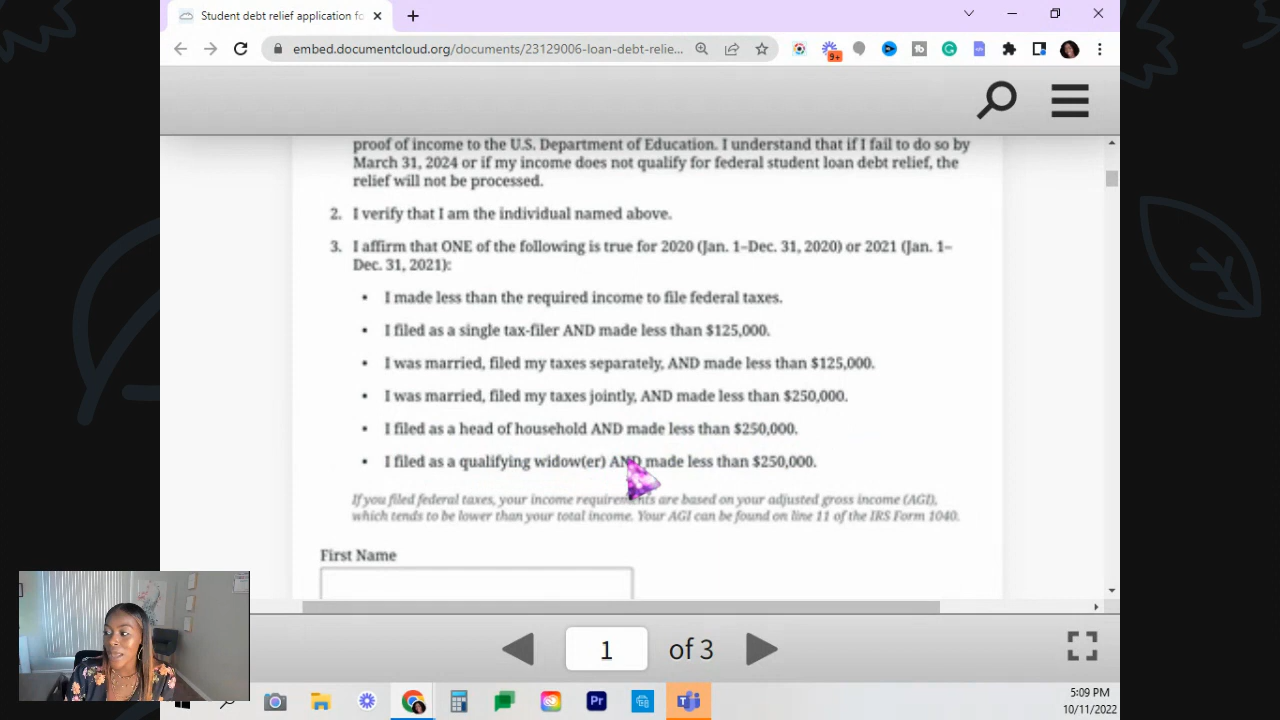 Student debt relief application fo
embed.documentcloud.org/documents/23129006-loan-debt-relie...
9+
proof of income to the U.S. Department of Education. I understand that if I fail to do so by
March 31, 2024 or if my income does not qualify for federal student loan debt relief, the
relief will not be processed.
2. I verify that I am the individual named above.
3. I affirm that ONE of the following is true for 2020 (Jan. 1–Dec. 31, 2020) or 2021 (Jan. 1–
Dec. 31, 2021):
• I made less than the required income to file federal taxes.
• I filed as a single tax-filer AND made less than $125,000.
• I was married, filed my taxes separately, AND made less than $125,000.
• I was married, filed my taxes jointly, AND made less than $250,000.
• I filed as a head of household AND made less than $250,000.
• I filed as a qualifying widow(er) AND made less than $250,000.
If you filed federal taxes, your income requirements are based on your adjusted gross income (AGI),
which tends to be lower than your total income. Your AGI can be found on line 11 of the IRS Form 1040.
First Name
1 of 3
Pr
5:09 PM
10/11/2022